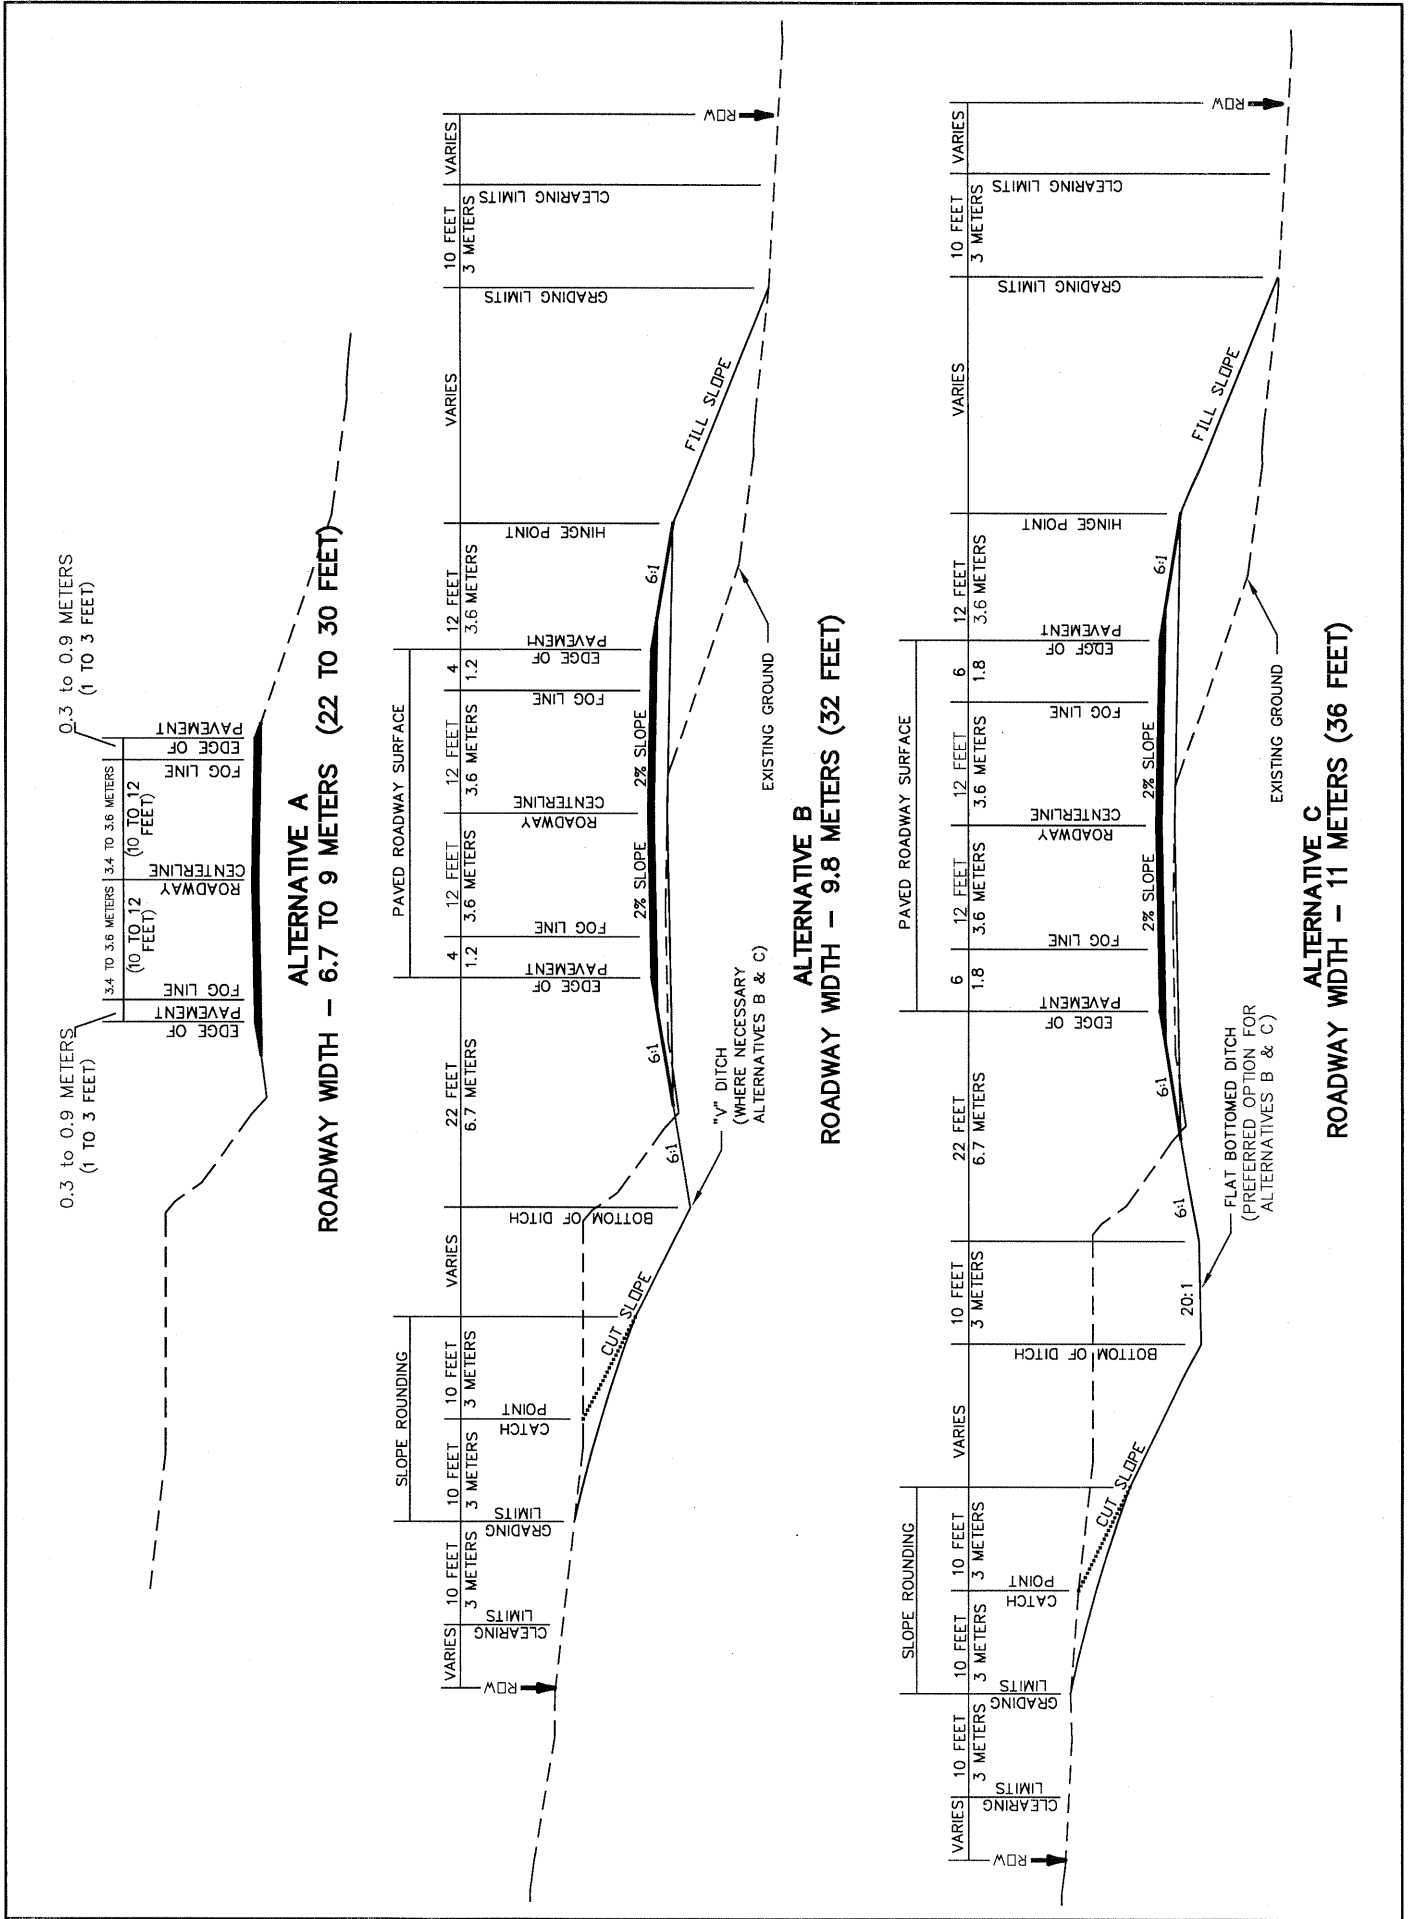 0.3 to 0.9 METERS
(1 TO 3 FEET)
3.4 TO 3.6 METERS
3.4 TO 3.6 METERS
(10 TO 12
FEET)
(10 TO 12
FEET)
0.3 to 0.9 METERS
(1 TO 3 FEET)
EDGE OF
PAVEMENT
FOG LINE
ROADWAY
CENTERLINE
FOG LINE
EDGE OF
PAVEMENT
ALTERNATIVE A
ROADWAY WIDTH – 6.7 TO 9 METERS (22 TO 30 FEET)
SLOPE ROUNDING
PAVED ROADWAY SURFACE
VARIES
10 FEET
3 METERS
10 FEET
3 METERS
10 FEET
3 METERS
VARIES
22 FEET
6.7 METERS
4
1.2
12 FEET
3.6 METERS
12 FEET
3.6 METERS
4
1.2
12 FEET
3.6 METERS
VARIES
10 FEET
3 METERS
VARIES
ROW
CLEARING
LIMITS
GRADING
LIMITS
CATCH
POINT
BOTTOM OF DITCH
EDGE OF
PAVEMENT
FOG LINE
ROADWAY
CENTERLINE
FOG LINE
EDGE OF
PAVEMENT
HINGE POINT
GRADING LIMITS
CLEARING LIMITS
ROW
CUT SLOPE
6:1
6:1
2% SLOPE
2% SLOPE
6:1
FILL SLOPE
"V" DITCH
(WHERE NECESSARY
ALTERNATIVES B & C)
EXISTING GROUND
ALTERNATIVE B
ROADWAY WIDTH – 9.8 METERS (32 FEET)
SLOPE ROUNDING
PAVED ROADWAY SURFACE
VARIES
10 FEET
3 METERS
10 FEET
3 METERS
10 FEET
3 METERS
VARIES
10 FEET
3 METERS
22 FEET
6.7 METERS
6
1.8
12 FEET
3.6 METERS
12 FEET
3.6 METERS
6
1.8
12 FEET
3.6 METERS
VARIES
10 FEET
3 METERS
VARIES
ROW
CLEARING
LIMITS
GRADING
LIMITS
CATCH
POINT
BOTTOM OF DITCH
EDGE OF
PAVEMENT
FOG LINE
ROADWAY
CENTERLINE
FOG LINE
EDGE OF
PAVEMENT
HINGE POINT
GRADING LIMITS
CLEARING LIMITS
ROW
CUT SLOPE
20:1
6:1
6:1
2% SLOPE
2% SLOPE
6:1
FILL SLOPE
FLAT BOTTOMED DITCH
(PREFERRED OPTION FOR
ALTERNATIVES B & C)
EXISTING GROUND
ALTERNATIVE C
ROADWAY WIDTH – 11 METERS (36 FEET)